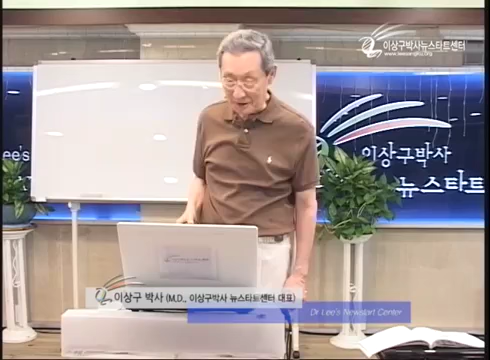 이상구박사뉴스타트센터
www.leesangku.org
Lee's
이상구박사
뉴스타트
이상구 박사 (M.D., 이상구박사 뉴스타트센터 대표)
Dr Lee's Newstart Center